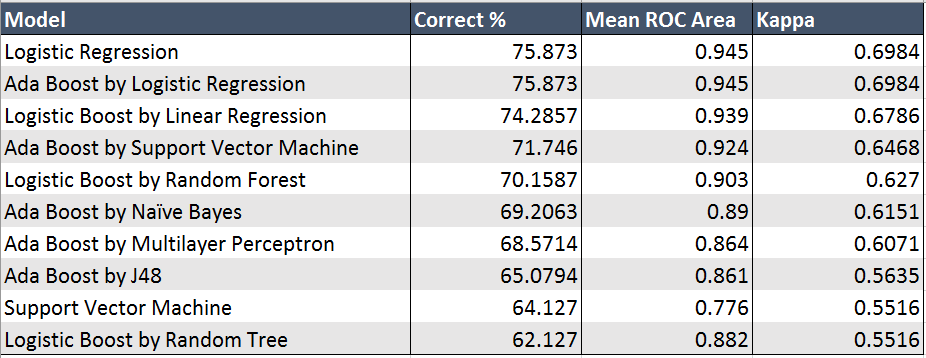 Model Correct % Mean ROC Area Kappa
Logistic Regression 75.873 0.945 0.6984
Ada Boost by Logistic Regression 75.873 0.945 0.6984
Logistic Boost by Linear Regression 74.2857 0.939 0.6786
Ada Boost by Support Vector Machine 71.746 0.924 0.6468
Logistic Boost by Random Forest 70.1587 0.903 0.627
Ada Boost by Naïve Bayes 69.2063 0.89 0.6151
Ada Boost by Multilayer Perceptron 68.5714 0.864 0.6071
Ada Boost by J48 65.0794 0.861 0.5635
Support Vector Machine 64.127 0.776 0.5516
Logistic Boost by Random Tree 62.127 0.882 0.5516